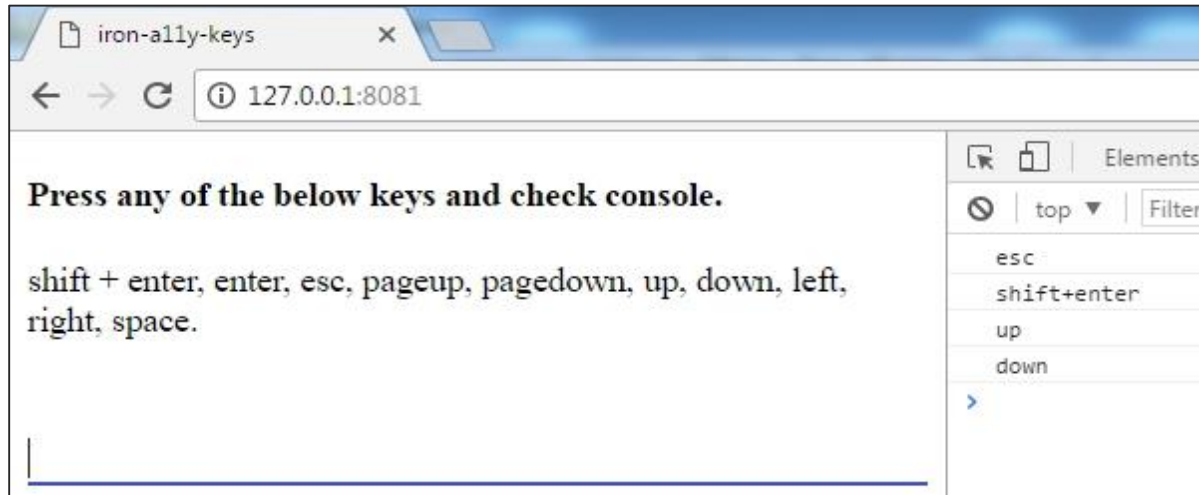 iron-a11y-keys
127.0.0.1:8081
Elements
Press any of the below keys and check console.
top
Filter
shift + enter, enter, esc, pageup, pagedown, up, down, left,
right, space.
esc
shift+enter
up
down